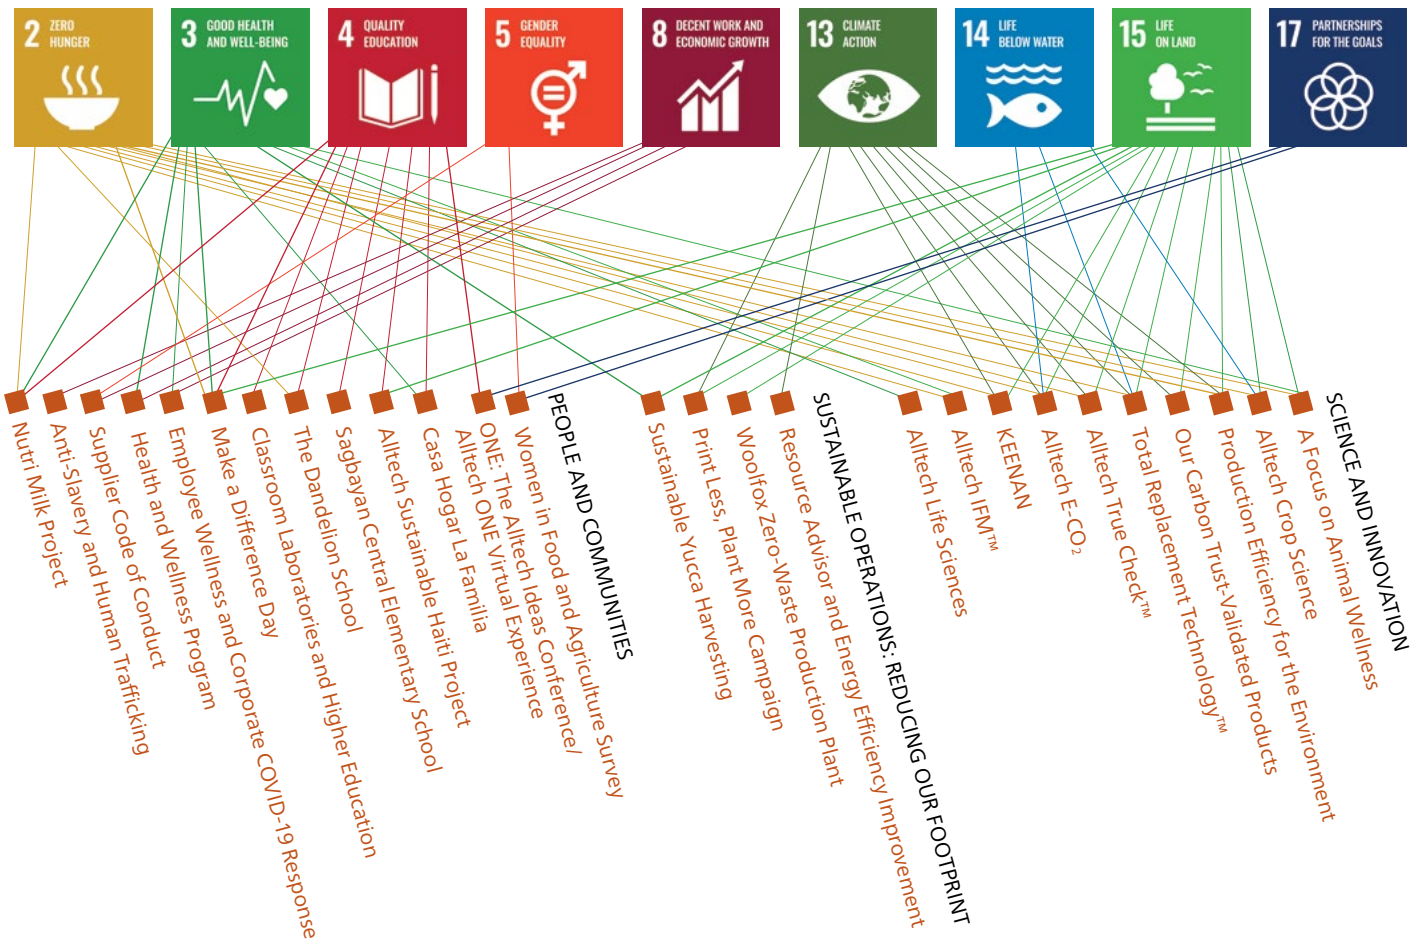 2 ZERO
HUNGER
3 GOOD HEALTH
AND WELL-BEING
4 QUALITY
EDUCATION
5 GENDER
EQUALITY
8 DECENT WORK AND
ECONOMIC GROWTH
13 CLIMATE
ACTION
14 LIFE
BELOW WATER
15 LIFE
ON LAND
17 PARTNERSHIPS
FOR THE GOALS
Nutri Milk Project
Anti-Slavery and Human Trafficking
Supplier Code of Conduct
Health and Wellness Program
Employee Wellness and Corporate COVID-19 Response
Make a Difference Day
Classroom Laboratories and Higher Education
The Dandelion School
Sagbayan Central Elementary School
Alltech Sustainable Haiti Project
Casa Hogar La Familia
ONE: The Alltech Ideas Conference/
Alltech ONE Virtual Experience
Women in Food and Agriculture Survey
PEOPLE AND COMMUNITIES
Sustainable Yucca Harvesting
Print Less, Plant More Campaign
Woolfox Zero-Waste Production Plant
Resource Advisor and Energy Efficiency Improvement
SUSTAINABLE OPERATIONS: REDUCING OUR FOOTPRINT
Alltech Life Sciences
Alltech IFM™
KEENAN
Alltech E-CO₂
Alltech True Check™
Total Replacement Technology™
Our Carbon Trust-Validated Products
Production Efficiency for the Environment
Alltech Crop Science
A Focus on Animal Wellness
SCIENCE AND INNOVATION